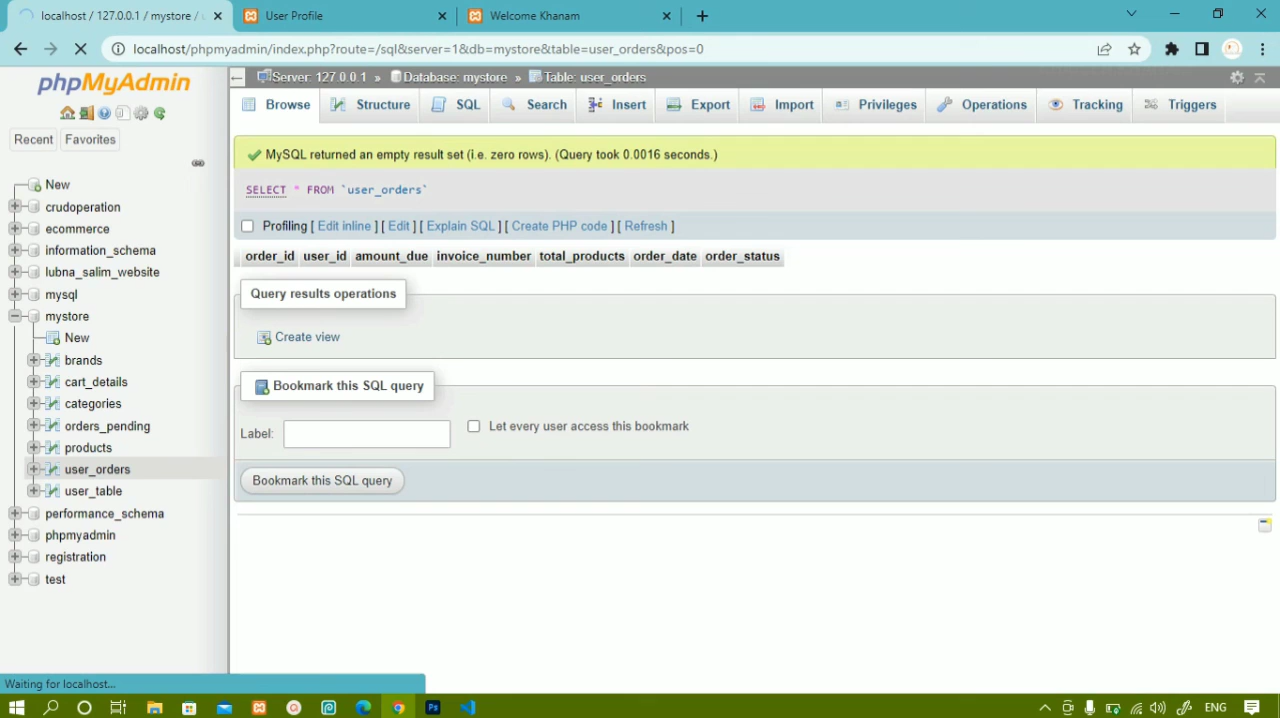 localhost / 127.0.0.1 / mystore / u
User Profile
Welcome Khanam
localhost/phpmyadmin/index.php?route=/sql&server=1&db=mystore&table=user_orders&pos=0
phpMyAdmin
Recent
Favorites
New
crudoperation
ecommerce
information_schema
lubna_salim_website
mysql
mystore
New
brands
cart_details
categories
orders_pending
products
user_orders
user_table
performance_schema
phpmyadmin
registration
test
Server: 127.0.0.1 » Database: mystore » Table: user_orders
Browse
Structure
SQL
Search
Insert
Export
Import
Privileges
Operations
Tracking
Triggers
MySQL returned an empty result set (i.e. zero rows). (Query took 0.0016 seconds.)
SELECT * FROM `user_orders`
Profiling [ Edit inline ] [ Edit ] [ Explain SQL ] [ Create PHP code ] [ Refresh ]
order_id user_id amount_due invoice_number total_products order_date order_status
Query results operations
Create view
Bookmark this SQL query
Label:
Let every user access this bookmark
Bookmark this SQL query
Waiting for localhost...
ENG